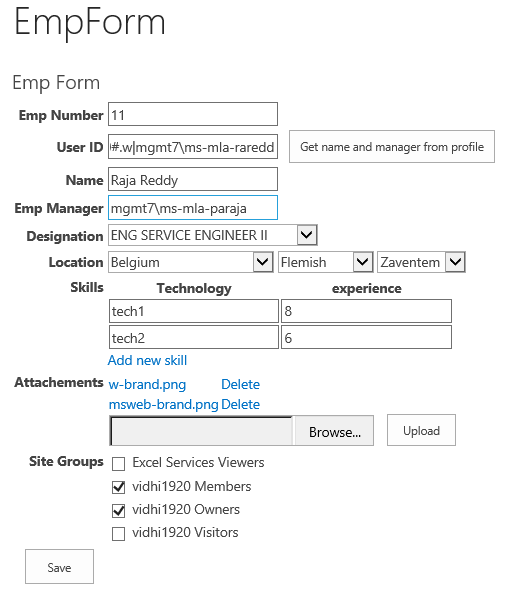 EmpForm
Emp Form
Emp Number 11
User ID #.w|mgmt7\ms-mla-raredd Get name and manager from profile
Name Raja Reddy
Emp Manager mgmt7\ms-mla-paraja
Designation ENG SERVICE ENGINEER II
Location Belgium Flemish Zaventem
Skills Technology experience
tech1 8
tech2 6
Add new skill
Attachements w-brand.png Delete
msweb-brand.png Delete
Browse... Upload
Site Groups Excel Services Viewers
vidhi1920 Members
vidhi1920 Owners
vidhi1920 Visitors
Save